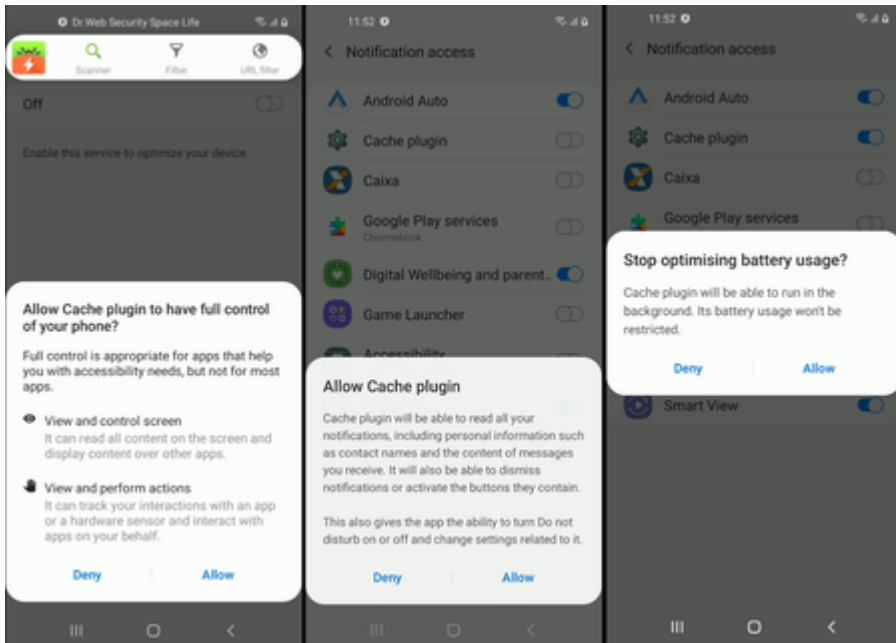 Dr.Web Security Space Life
Scanner
Filter
URL filter
Off
Enable this service to optimize your device.
Allow Cache plugin to have full control
of your phone?
Full control is appropriate for apps that help
you with accessibility needs, but not for most
apps.
View and control screen
It can read all content on the screen and
display content over other apps.
View and perform actions
It can track your interactions with an app
or a hardware sensor and interact with
apps on your behalf.
Deny
Allow
11:52
Notification access
Android Auto
Cache plugin
Caixa
Google Play services
Chromebook
Digital Wellbeing and parent..
Game Launcher
Accessibility
Allow Cache plugin
Cache plugin will be able to read all your
notifications, including personal information such
as contact names and the content of messages
you receive. It will also be able to dismiss
notifications or activate the buttons they contain.
This also gives the app the ability to turn Do not
disturb on or off and change settings related to it.
Deny
Allow
11:52
Notification access
Android Auto
Cache plugin
Caixa
Google Play services
Stop optimising battery usage?
Cache plugin will be able to run in the
background. Its battery usage won't be
restricted.
Deny
Allow
Smart View